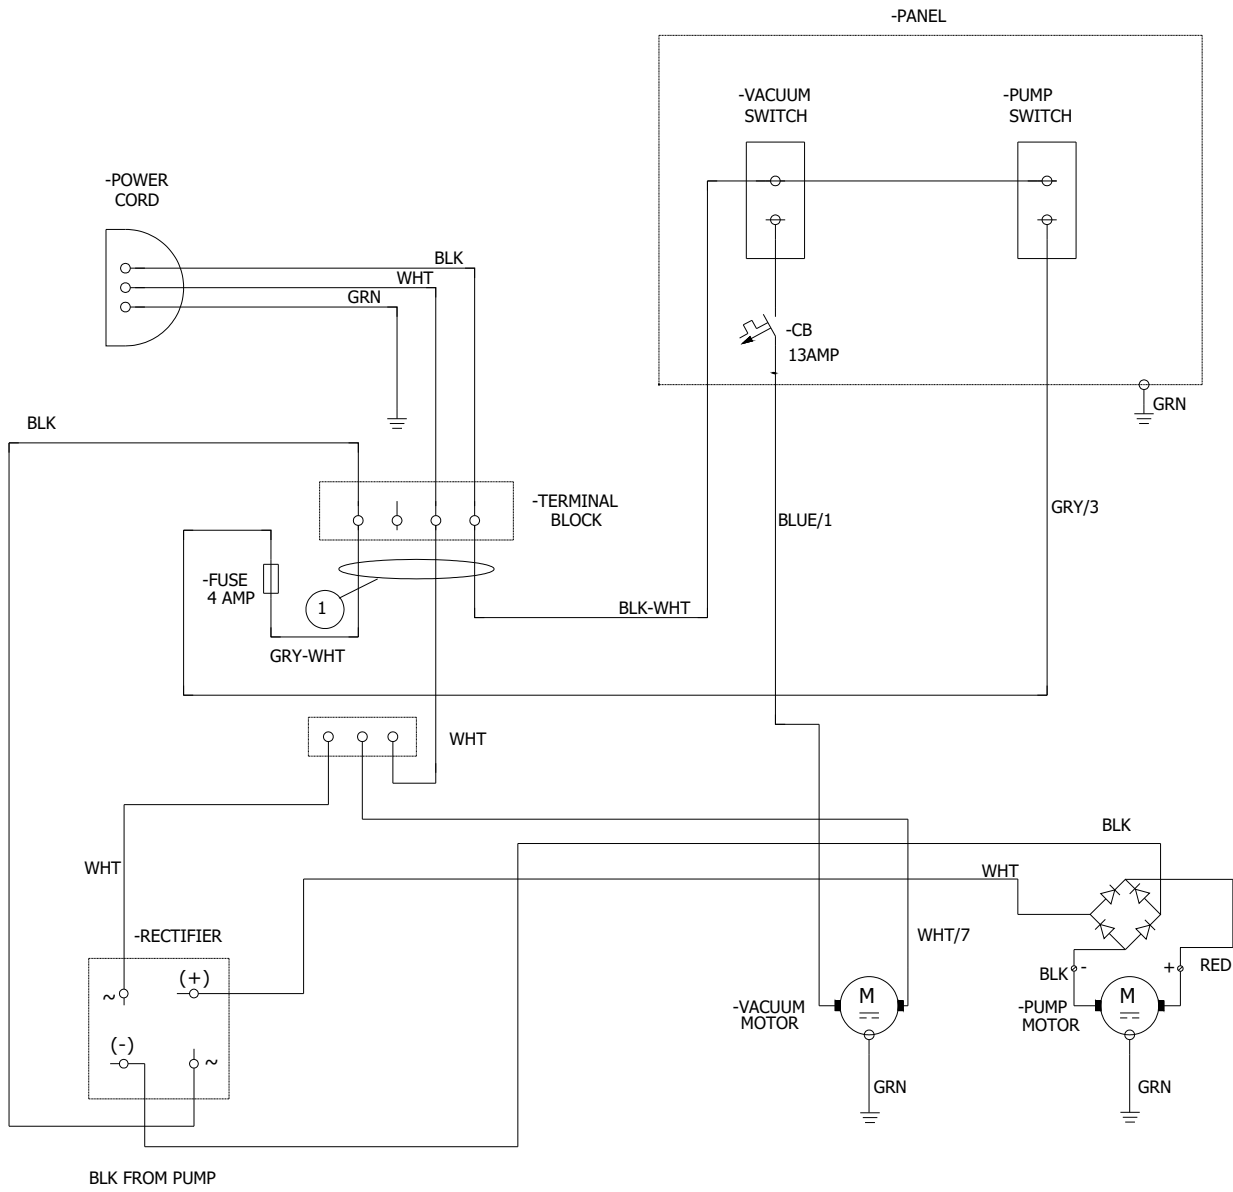 -PANEL
-VACUUM
SWITCH
-PUMP
SWITCH
-POWER
CORD
BLK
WHT
GRN
-CB
13AMP
GRN
BLK
-TERMINAL
BLOCK
GRY/3
BLUE/1
-FUSE
4 AMP
1
BLK-WHT
GRY-WHT
WHT
BLK
WHT
WHT
-RECTIFIER
WHT/7
(+)
~
BLK
-
+
RED
M
M
-VACUUM
MOTOR
-PUMP
MOTOR
(-)
~
GRN
GRN
BLK FROM PUMP